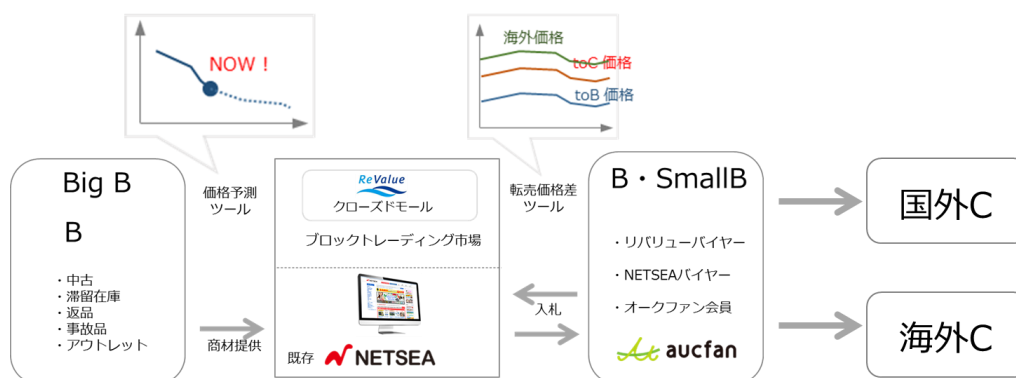 NOW！
海外価格
toC 価格
toB 価格
Big B
B
・中古
・滞留在庫
・返品
・事故品
・アウトレット
価格予測
ツール
商材提供
ReValue
クローズドモール
ブロックトレーディング市場
既存 NETSEA
転売価格差
ツール
入札
B・SmallB
・リバリューバイヤー
・NETSEAバイヤー
・オークファン会員
aucfan
国外C
海外C